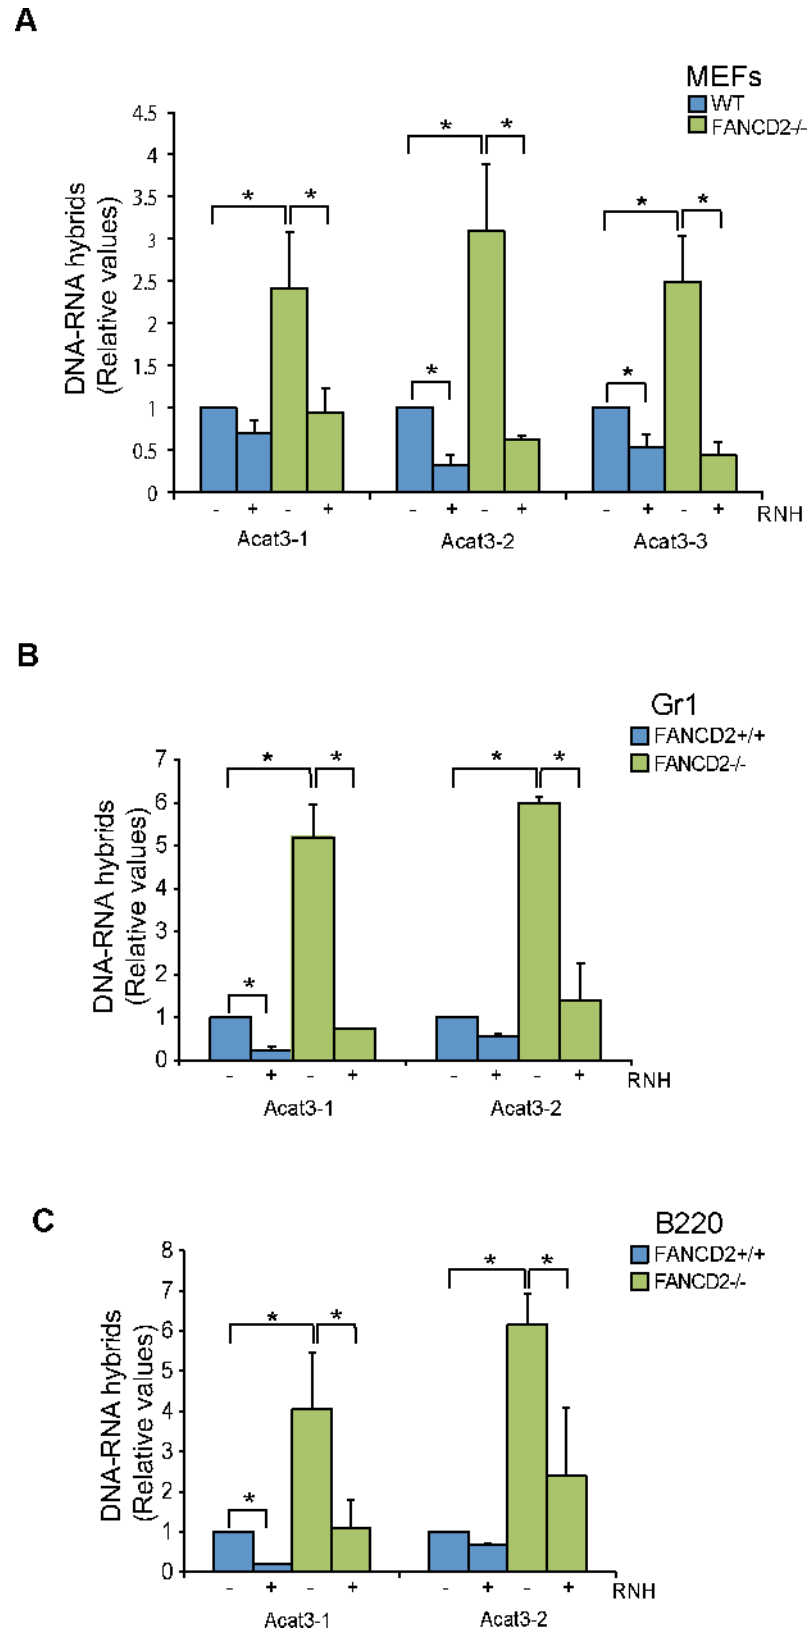 A
MEFs
WT
FANCD2-/-
DNA-RNA hybrids
(Relative values)
4.5
4
3.5
3
2.5
2
1.5
1
0.5
0
* * * * * * * *
- + - + - + - + - + - + RNH
Acat3-1 Acat3-2 Acat3-3
B
Gr1
FANCD2+/+
FANCD2-/-
DNA-RNA hybrids
(Relative values)
7
6
5
4
3
2
1
0
* * * * *
- + - + - + - + RNH
Acat3-1 Acat3-2
C
B220
FANCD2+/+
FANCD2-/-
DNA-RNA hybrids
(Relative values)
8
7
6
5
4
3
2
1
0
* * * * *
- + - + - + - + RNH
Acat3-1 Acat3-2